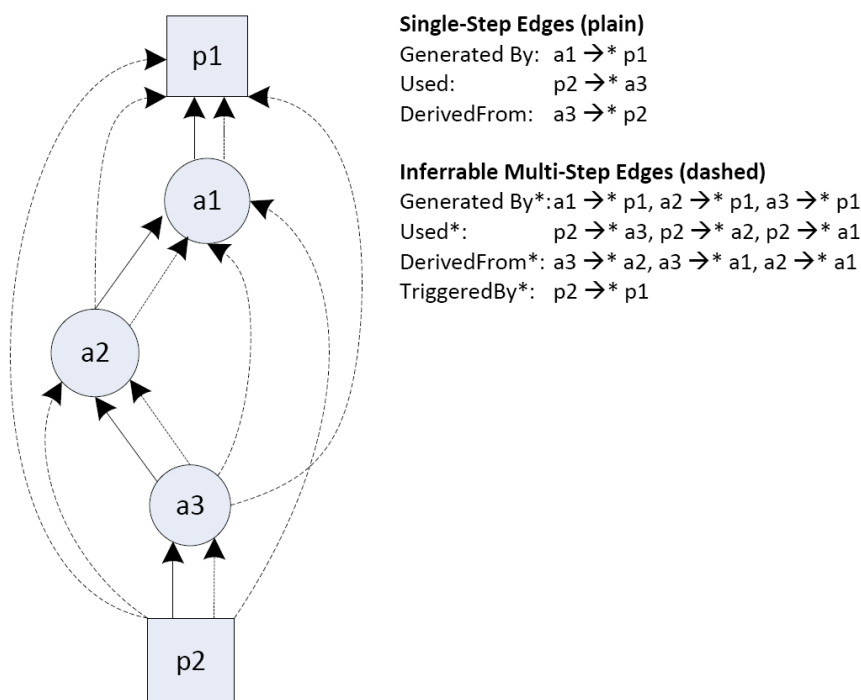 p1
a1
a2
a3
p2
Single-Step Edges (plain)
Generated By: a1 →* p1
Used: p2 →* a3
DerivedFrom: a3 →* p2
Inferrable Multi-Step Edges (dashed)
Generated By*: a1 →* p1, a2 →* p1, a3 →* p1
Used*: p2 →* a3, p2 →* a2, p2 →* a1
DerivedFrom*: a3 →* a2, a3 →* a1, a2 →* a1
TriggeredBy*: p2 →* p1